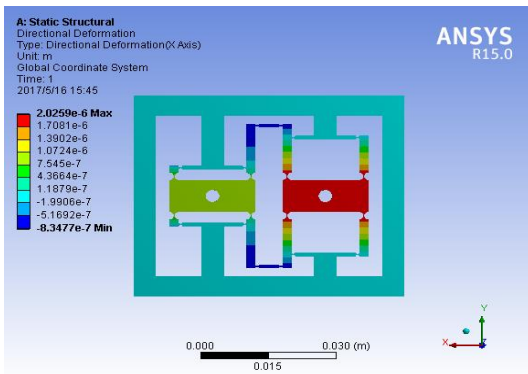 A: Static Structural
Directional Deformation
Type: Directional Deformation(X Axis)
Unit: m
Global Coordinate System
Time: 1
2017/5/16 15:45
ANSYS
R15.0
2.0259e-6 Max
1.7081e-6
1.3902e-6
1.0724e-6
7.545e-7
4.3664e-7
1.1879e-7
-1.9906e-7
-5.1692e-7
-8.3477e-7 Min
0.000
0.030 (m)
0.015
Y
X
Z